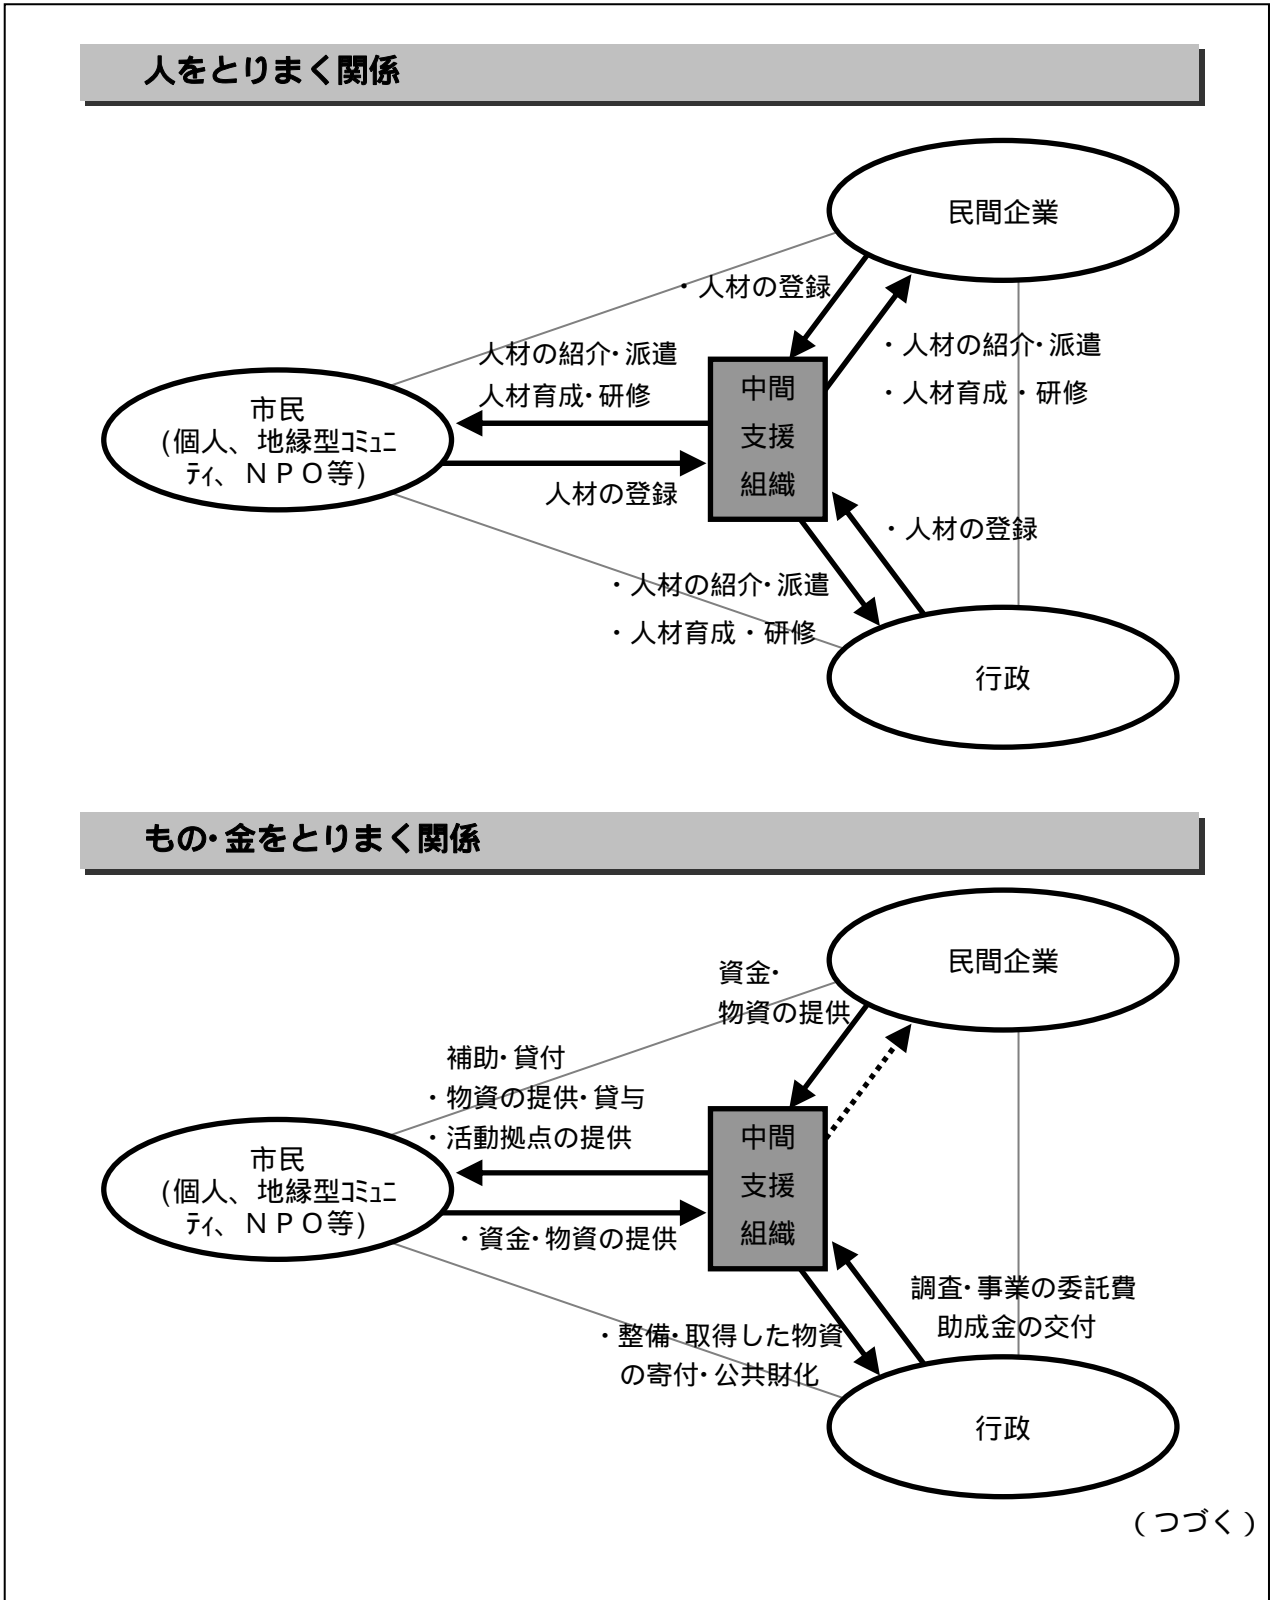 人をとりまく関係
民間企業
・人材の登録
・人材の紹介・派遣
・人材育成・研修
人材の紹介・派遣
人材育成・研修
市民
(個人、地縁型ｺﾐｭﾆ
ﾃｨ、ＮＰＯ等)
中間
支援
組織
人材の登録
・人材の登録
・人材の紹介・派遣
・人材育成・研修
行政
もの・金をとりまく関係
民間企業
資金・
物資の提供
補助・貸付
・物資の提供・貸与
・活動拠点の提供
市民
(個人、地縁型ｺﾐｭﾆ
ﾃｨ、ＮＰＯ等)
中間
支援
組織
・資金・物資の提供
調査・事業の委託費
助成金の交付
・整備・取得した物資
の寄付・公共財化
行政
(つづく)